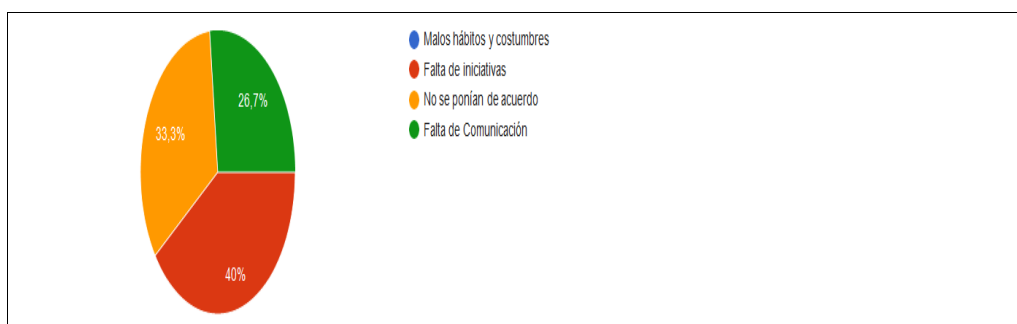 Malos hábitos y costumbres
Falta de iniciativas
No se ponían de acuerdo
Falta de Comunicación
26,7%
33,3%
40%